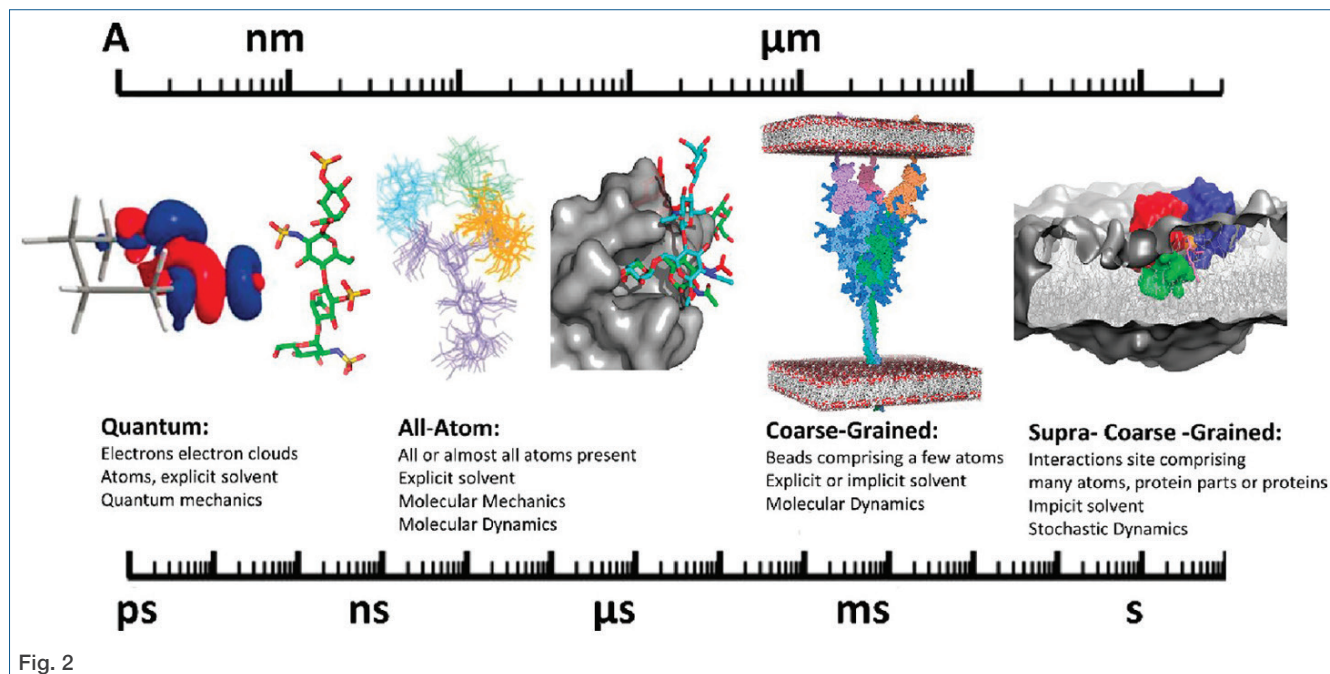 A nm μm
Quantum:
Electrons electron clouds
Atoms, explicit solvent
Quantum mechanics
All-Atom:
All or almost all atoms present
Explicit solvent
Molecular Mechanics
Molecular Dynamics
Coarse-Grained:
Beads comprising a few atoms
Explicit or implicit solvent
Molecular Dynamics
Supra- Coarse -Grained:
Interactions site comprising
many atoms, protein parts or proteins
Impicit solvent
Stochastic Dynamics
ps ns μs ms s
Fig. 2